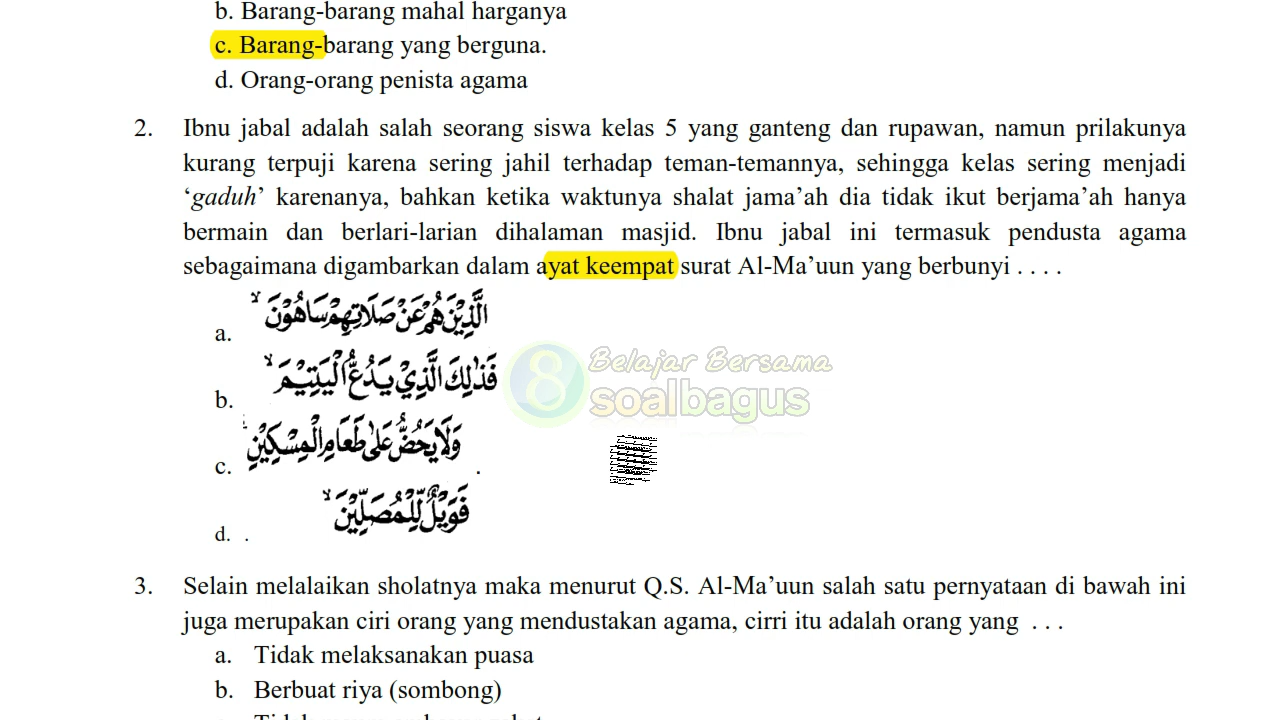 b. Barang-barang mahal harganya
c. Barang-barang yang berguna.
d. Orang-orang penista agama
2. Ibnu jabal adalah salah seorang siswa kelas 5 yang ganteng dan rupawan, namun prilakunya
kurang terpuji karena sering jahil terhadap teman-temannya, sehingga kelas sering menjadi
‘gaduh’ karenanya, bahkan ketika waktunya shalat jama’ah dia tidak ikut berjama’ah hanya
bermain dan berlari-larian dihalaman masjid. Ibnu jabal ini termasuk pendusta agama
sebagaimana digambarkan dalam ayat keempat surat Al-Ma’uun yang berbunyi . . . .
a. الَّذِيْنَ هُمْ عَنْ صَلَاتِهِمْ سَاهُوْنَ ۙ
b. فَذٰلِكَ الَّذِيْ يَدُعُّ الْيَتِيْمَ ۙ
c. وَلَا يَحُضُّ عَلٰى طَعَامِ الْمِسْكِيْنِ .
d. . فَوَيْلٌ لِّلْمُصَلِّيْنَ ۙ
8 Belajar Bersama
soalbagus
3. Selain melalaikan sholatnya maka menurut Q.S. Al-Ma’uun salah satu pernyataan di bawah ini
juga merupakan ciri orang yang mendustakan agama, cirri itu adalah orang yang . . .
a. Tidak melaksanakan puasa
b. Berbuat riya (sombong)